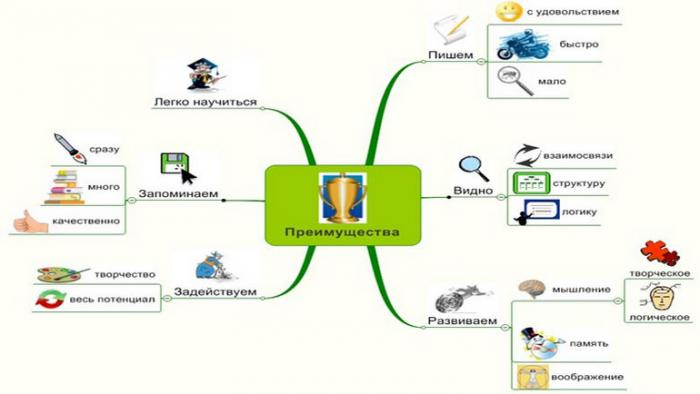 Преимущества
Пишем
с удовольствием
быстро
мало
Видно
взаимосвязи
структуру
логику
Развиваем
мышление
творческое
логическое
память
воображение
Легко научиться
Запоминаем
сразу
много
качественно
Задействуем
творчество
весь потенциал